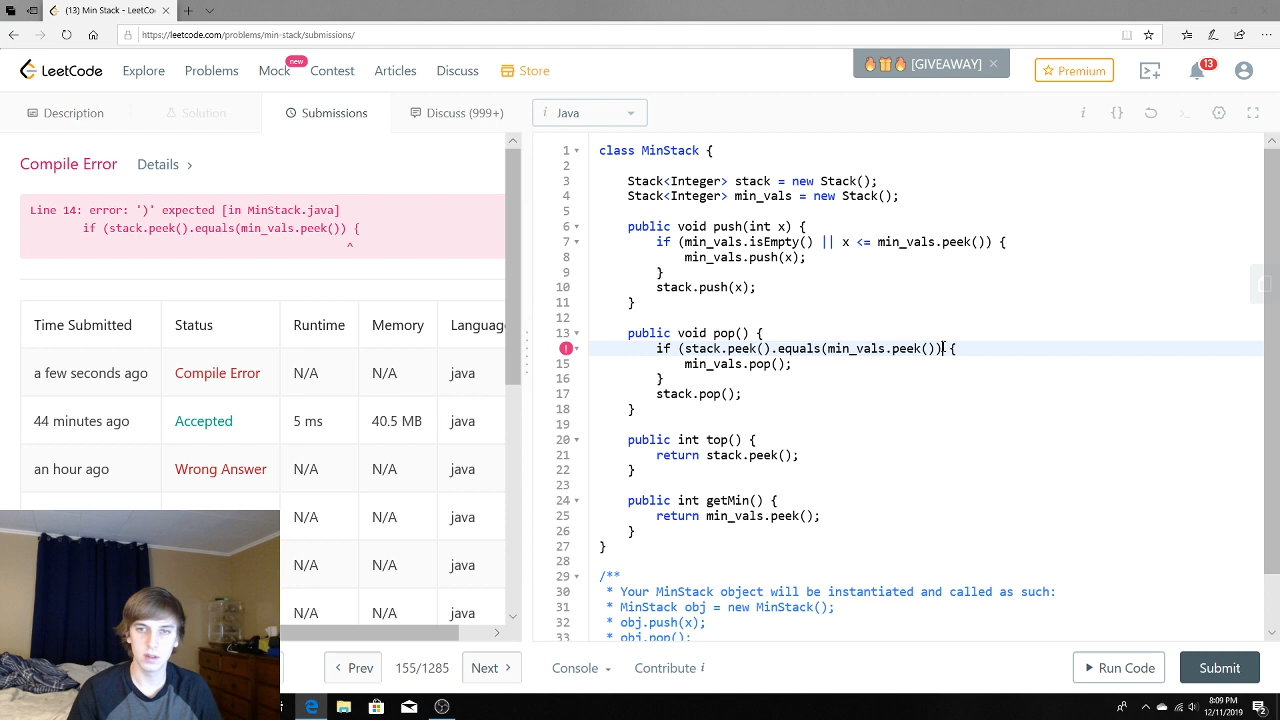 (13) Min Stack - LeetCode
https://leetcode.com/problems/min-stack/submissions/
LeetCode
Explore
Problems
Mock
new
Contest
Articles
Discuss
Store
[GIVEAWAY]
Premium
13
Description
Solution
Submissions
Discuss (999+)
i Java
Compile Error
Details
Line 14: error: ')' expected [in MinStack.java]
if (stack.peek().equals(min_vals.peek()) {
^
Time Submitted Status Runtime Memory Language
a few seconds ago Compile Error N/A N/A java
44 minutes ago Accepted 5 ms 40.5 MB java
an hour ago Wrong Answer N/A N/A java
N/A N/A java
N/A N/A java
N/A N/A java
1 class MinStack {
2
3 Stack<Integer> stack = new Stack();
4 Stack<Integer> min_vals = new Stack();
5
6 public void push(int x) {
7 if (min_vals.isEmpty() || x <= min_vals.peek()) {
8 min_vals.push(x);
9 }
10 stack.push(x);
11 }
12
13 public void pop() {
if (stack.peek().equals(min_vals.peek()) {
15 min_vals.pop();
16 }
17 stack.pop();
18 }
19
20 public int top() {
21 return stack.peek();
22 }
23
24 public int getMin() {
25 return min_vals.peek();
26 }
27 }
28
29 /**
30 * Your MinStack object will be instantiated and called as such:
31 * MinStack obj = new MinStack();
32 * obj.push(x);
33 * obj.pop();
Prev
155/1285
Next
Console
Contribute i
Run Code
Submit
8:09 PM
12/11/2019
2